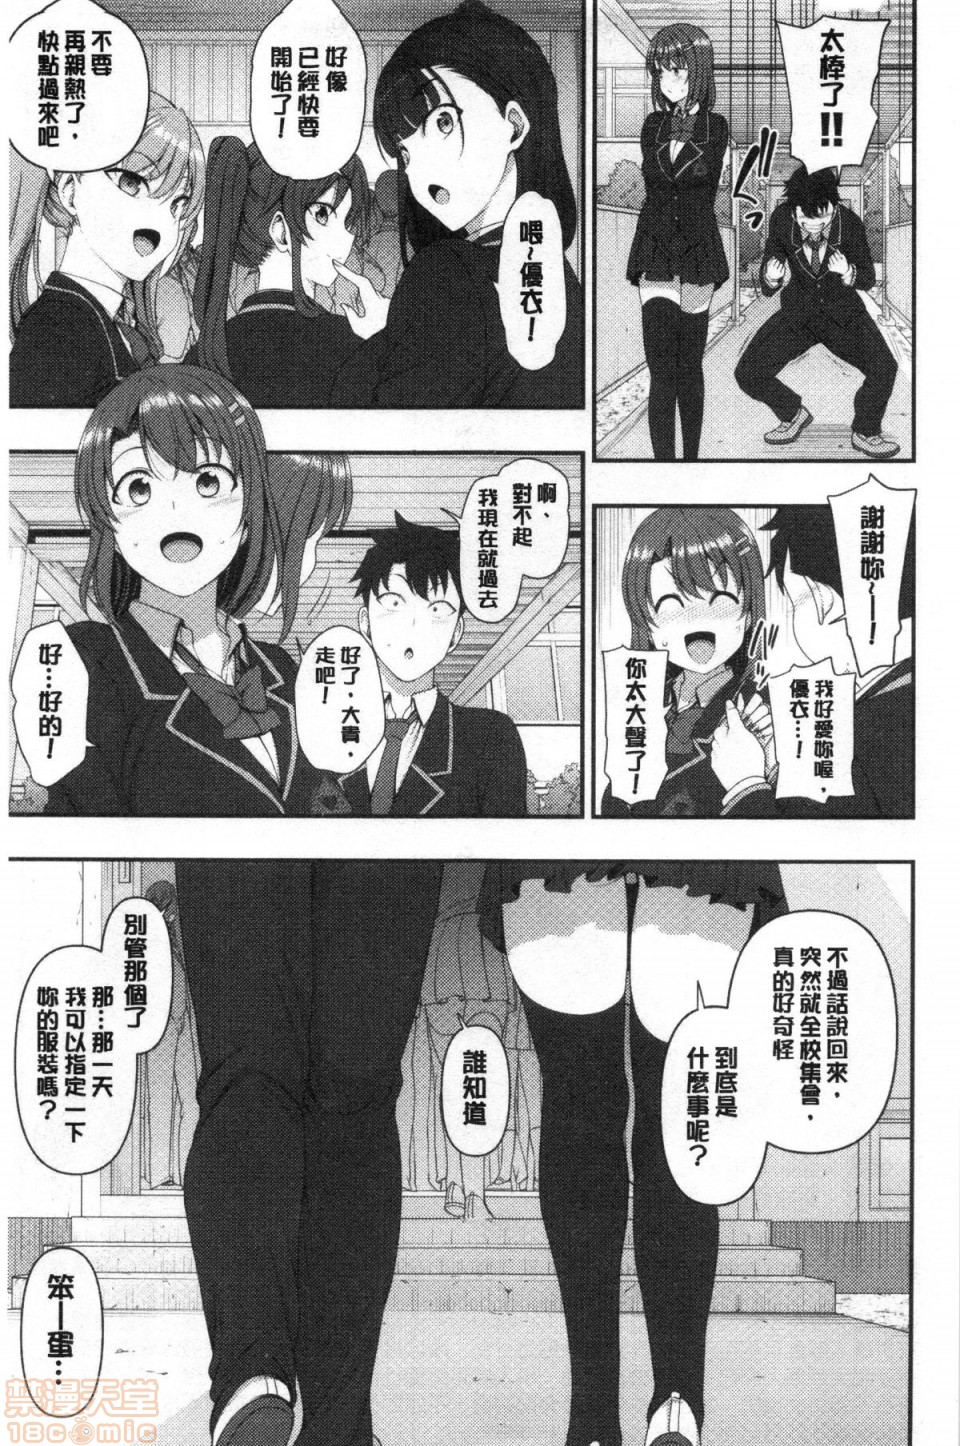 太棒了!!
喂~優衣!
好像
已經快要
開始了!
不要
再親熱了,
快點過來吧
謝謝妳~——!
我好愛妳喔,
優衣…!
你太大聲了!
啊、
對不起
我現在就過去
好了,大貴,
走吧!
好…好的!
不過話說回來,
突然就全校集會,
真的好奇怪
到底是
什麼事呢?
誰知道
別管那個了
那…那一天
我可以指定一下
妳的服裝嗎?
笨—蛋…
禁漫天堂
18comic